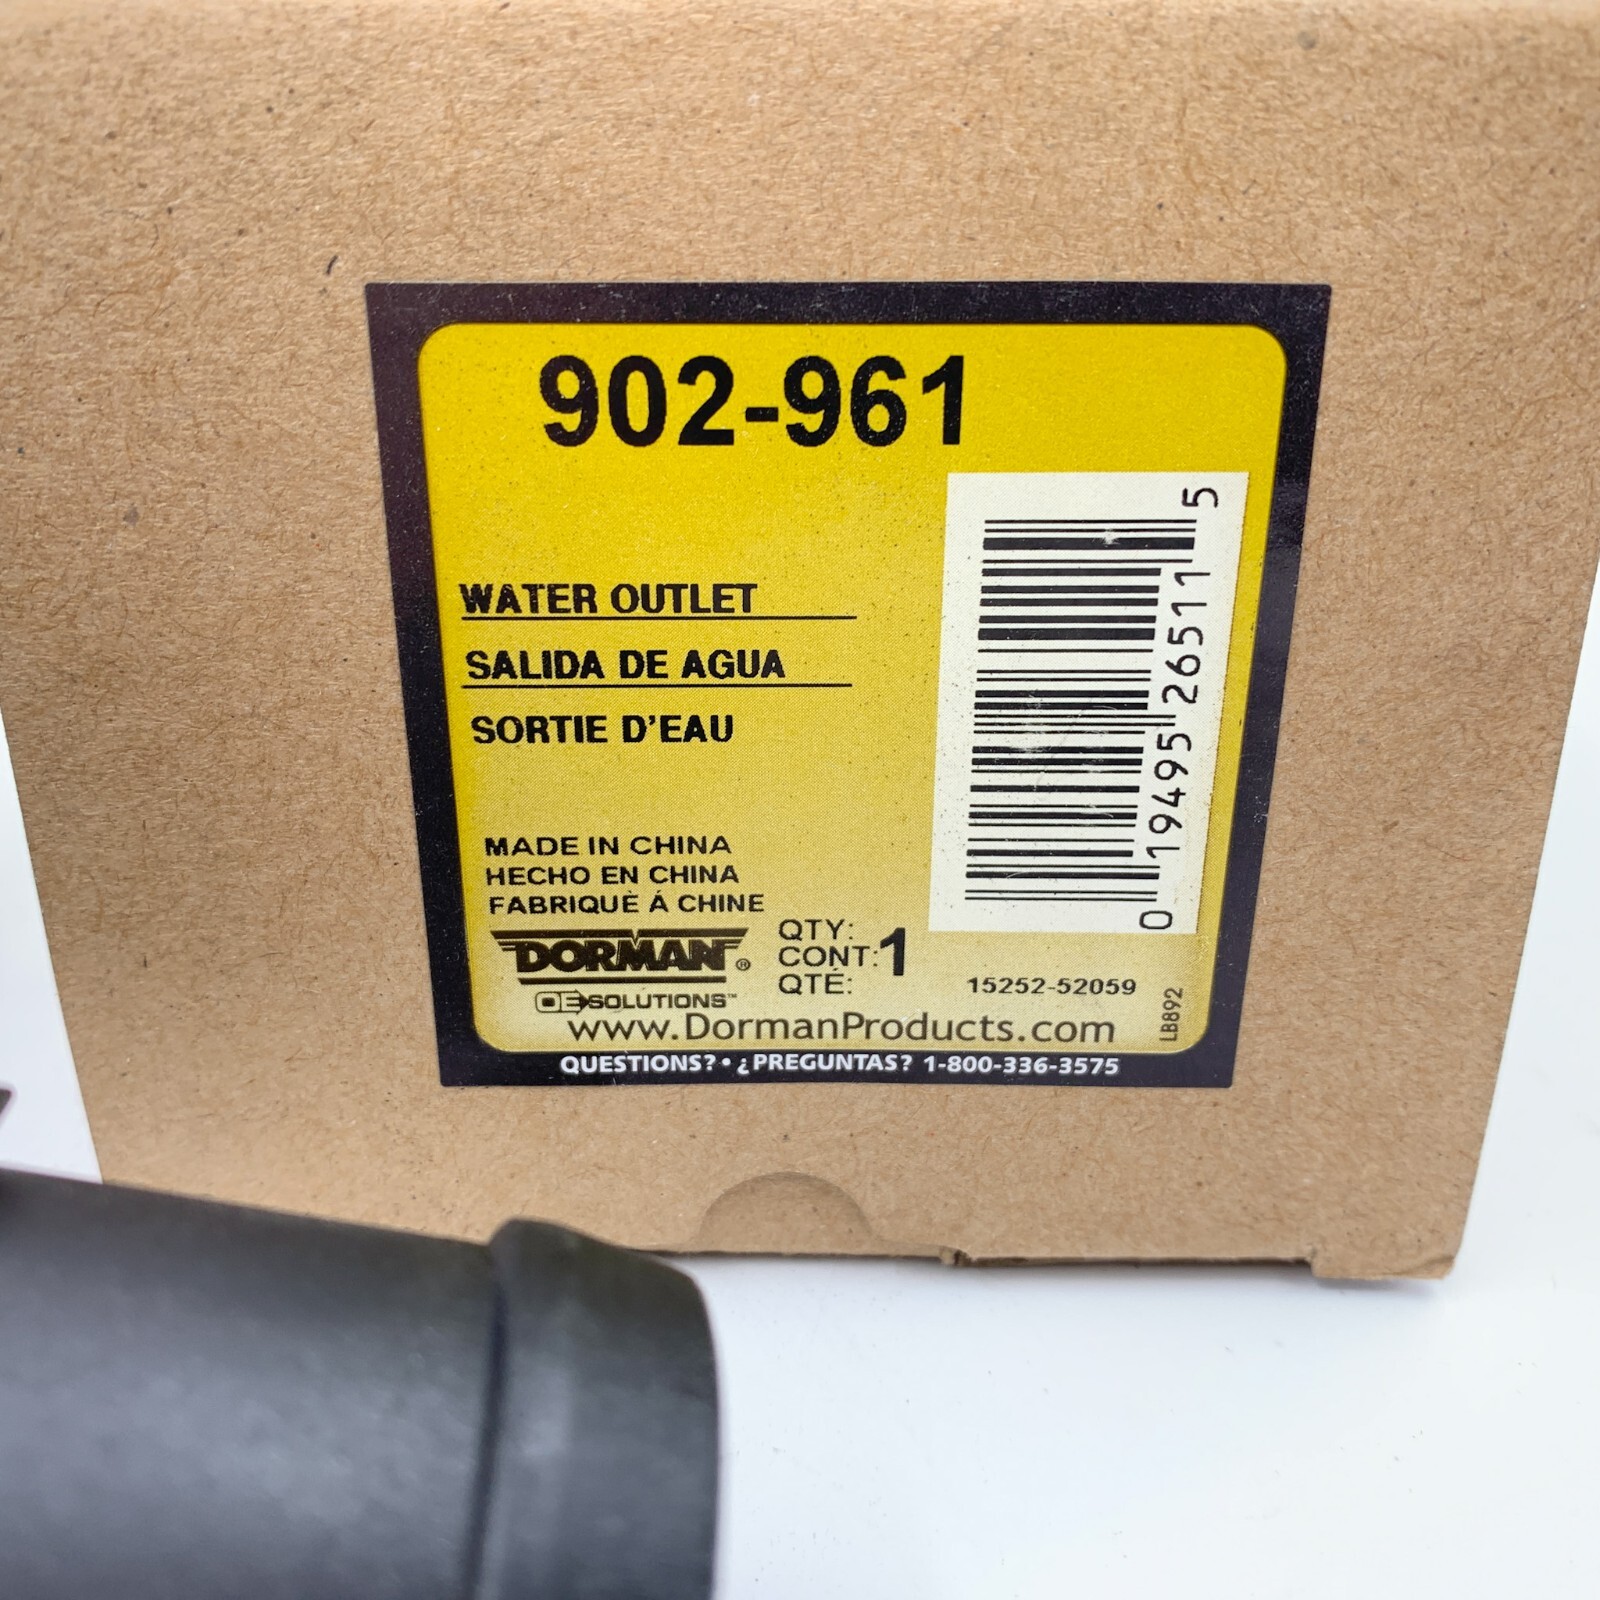 902-961
WATER OUTLET
SALIDA DE AGUA
SORTIE D'EAU
MADE IN CHINA
HECHO EN CHINA
FABRIQUÈ Á CHINE
DORMAN®
OE SOLUTIONS™
QTY:
CONT: 1
QTÉ:
0 19495 26511 5
15252-52059
LB892
www.DormanProducts.com
QUESTIONS? • ¿PREGUNTAS? 1-800-336-3575